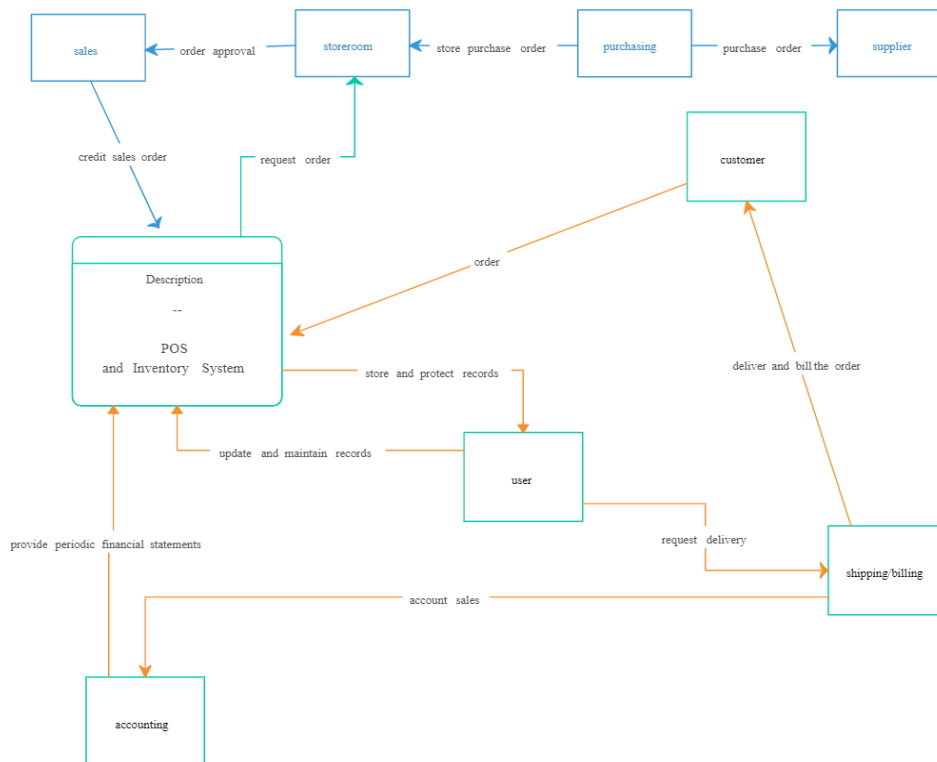 sales
order approval
storeroom
store purchase order
purchasing
purchase order
supplier
credit sales order
request order
customer
Description
--
POS
and Inventory System
order
deliver and bill the order
store and protect records
update and maintain records
user
provide periodic financial statements
request delivery
shipping/billing
account sales
accounting